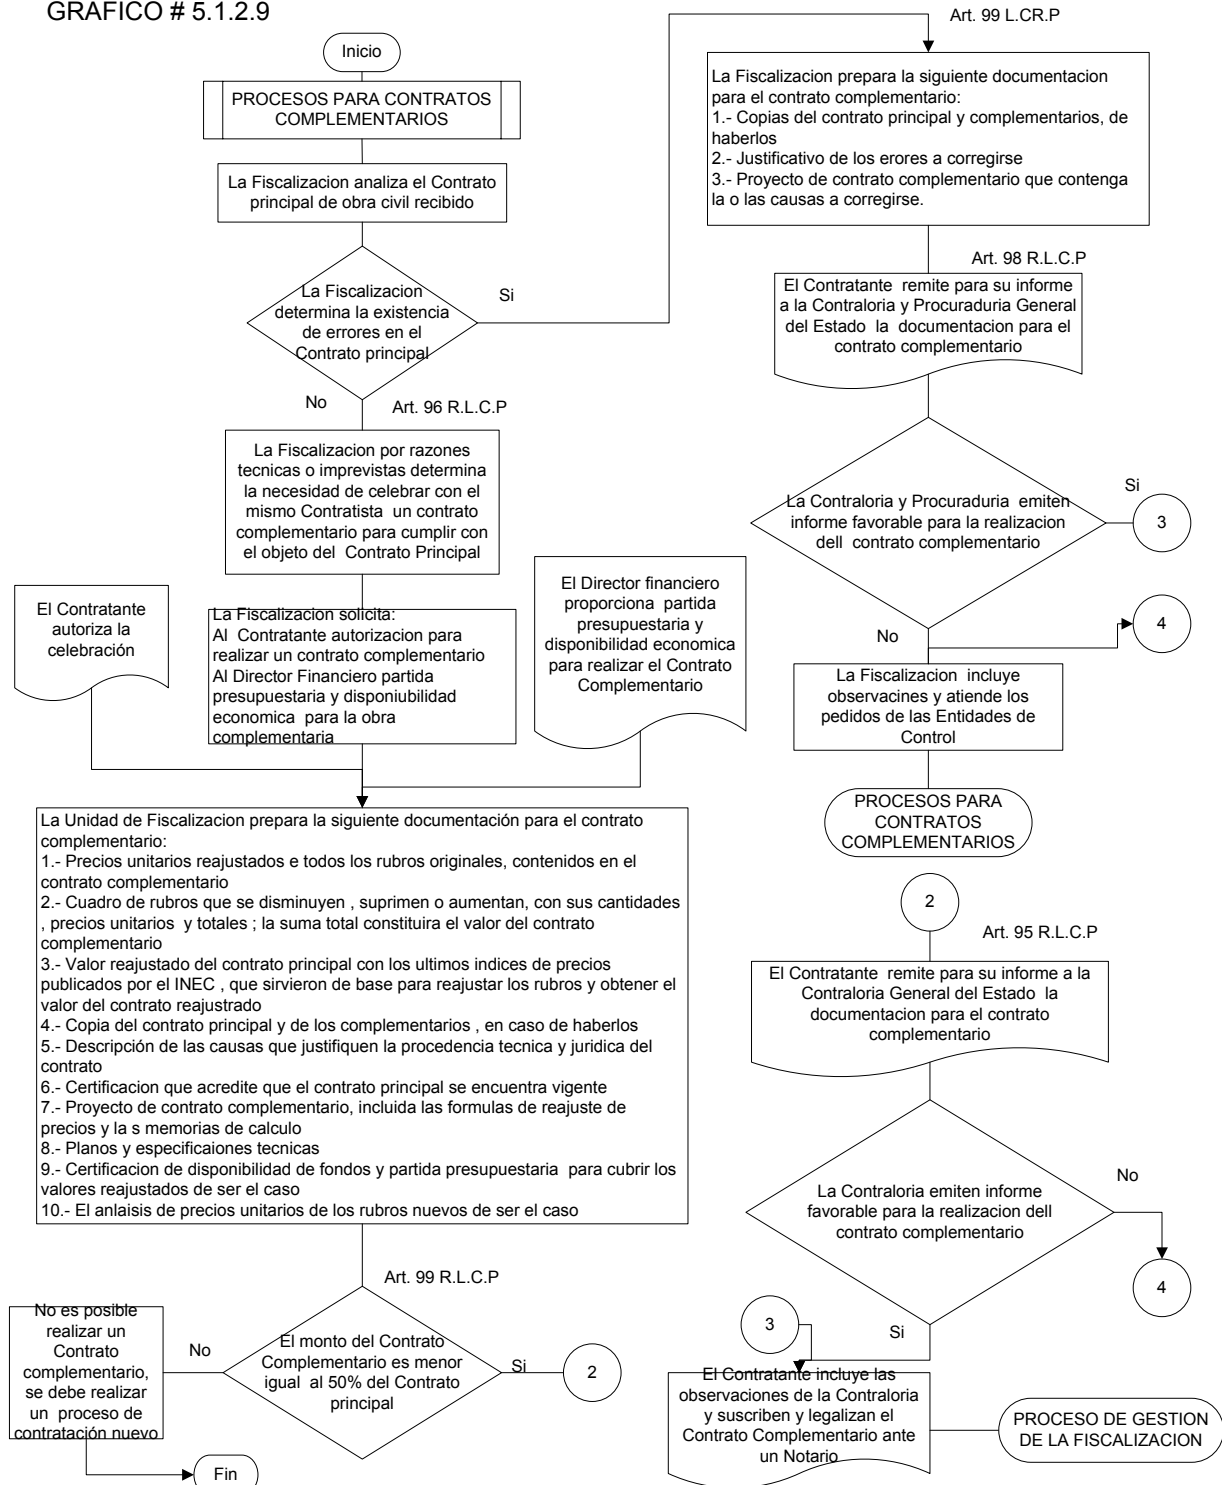 GRAFICO # 5.1.2.9
Inicio
PROCESOS PARA CONTRATOS
COMPLEMENTARIOS
La Fiscalizacion analiza el Contrato
principal de obra civil recibido
La Fiscalizacion
determina la existencia
de errores en el
Contrato principal
Si
No
Art. 96 R.L.C.P
La Fiscalizacion por razones
tecnicas o imprevistas determina
la necesidad de celebrar con el
mismo Contratista  un contrato
complementario para cumplir con
el objeto del  Contrato Principal
El Contratante
autoriza la
celebración
La Fiscalizacion solicita:
Al  Contratante autorizacion para
realizar un contrato complementario
Al Director Financiero partida
presupuestaria y disponiubilidad
economica  para la obra
complementaria
El Director financiero
proporciona  partida
presupuestaria y
disponibilidad economica
para realizar el Contrato
Complementario
La Unidad de Fiscalizacion prepara la siguiente documentación para el contrato
complementario:
1.- Precios unitarios reajustados e todos los rubros originales, contenidos en el
contrato complementario
2.- Cuadro de rubros que se disminuyen , suprimen o aumentan, con sus cantidades
, precios unitarios  y totales ; la suma total constituira el valor del contrato
complementario
3.- Valor reajustado del contrato principal con los ultimos indices de precios
publicados por el INEC , que sirvieron de base para reajustar los rubros y obtener el
valor del contrato reajustrado
4.- Copia del contrato principal y de los complementarios , en caso de haberlos
5.- Descripción de las causas que justifiquen la procedencia tecnica y juridica del
contrato
6.- Certificacion que acredite que el contrato principal se encuentra vigente
7.- Proyecto de contrato complementario, incluida las formulas de reajuste de
precios y la s memorias de calculo
8.- Planos y especificaiones tecnicas
9.- Certificacion de disponibilidad de fondos y partida presupuestaria  para cubrir los
valores reajustados de ser el caso
10.- El anlaisis de precios unitarios de los rubros nuevos de ser el caso
Art. 99 R.L.C.P
El monto del Contrato
Complementario es menor
igual  al 50% del Contrato
principal
No
Si
2
No es posible
realizar un
Contrato
complementario,
se debe realizar
un  proceso de
contratación nuevo
Fin
Art. 99 L.CR.P
La Fiscalizacion prepara la siguiente documentacion
para el contrato complementario:
1.- Copias del contrato principal y complementarios, de
haberlos
2.- Justificativo de los erores a corregirse
3.- Proyecto de contrato complementario que contenga
la o las causas a corregirse.
Art. 98 R.L.C.P
El Contratante  remite para su informe
a la Contraloria y Procuraduria General
del Estado  la  documentacion para el
contrato complementario
La Contraloria y Procuraduria  emiten
informe favorable para la realizacion
dell  contrato complementario
Si
3
4
No
La Fiscalizacion  incluye
observacines y atiende los
pedidos de las Entidades de
Control
PROCESOS PARA
CONTRATOS
COMPLEMENTARIOS
2
Art. 95 R.L.C.P
El Contratante  remite para su informe a la
Contraloria General del Estado  la
documentacion para el contrato
complementario
La Contraloria emiten informe
favorable para la realizacion dell
contrato complementario
No
4
3
Si
El Contratante incluye las
observaciones de la Contraloria
y suscriben y legalizan el
Contrato Complementario ante
un Notario
PROCESO DE GESTION
DE LA FISCALIZACION